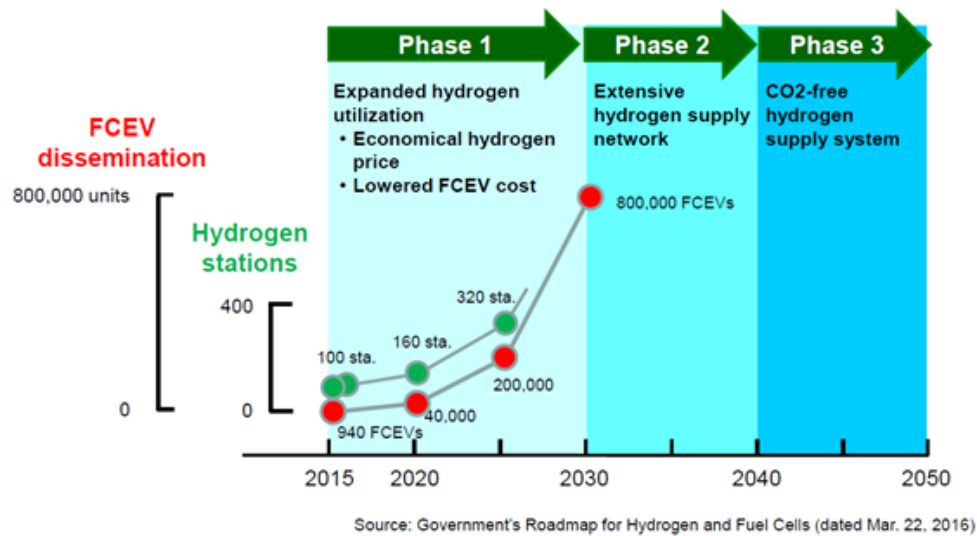 Phase 1
Phase 2
Phase 3
Expanded hydrogen
utilization
• Economical hydrogen
price
• Lowered FCEV cost
Extensive
hydrogen supply
network
CO2-free
hydrogen
supply system
FCEV
dissemination
800,000 units
0
Hydrogen
stations
400
0
100 sta.
160 sta.
320 sta.
800,000 FCEVs
200,000
40,000
940 FCEVs
2015
2020
2030
2040
2050
Source: Government's Roadmap for Hydrogen and Fuel Cells (dated Mar. 22, 2016)